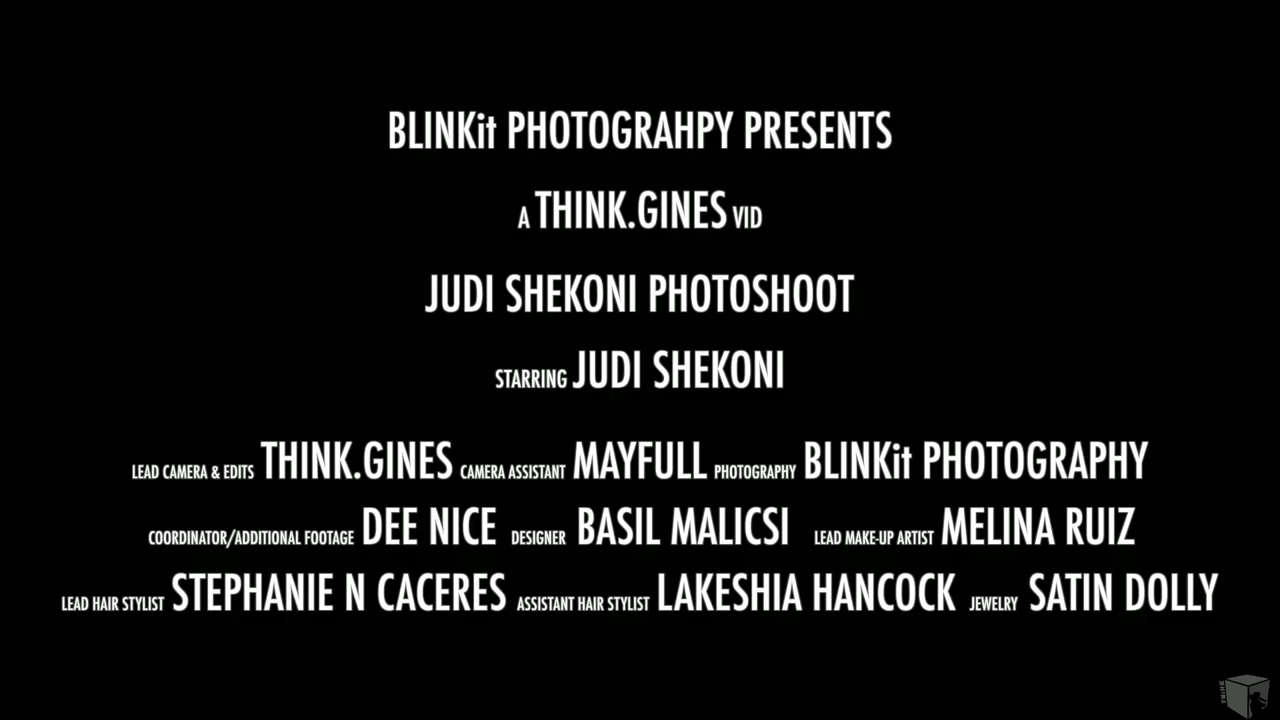 BLINKit PHOTOGRAHPY PRESENTS
A THINK.GINES VID
JUDI SHEKONI PHOTOSHOOT
STARRING JUDI SHEKONI
LEAD CAMERA & EDITS THINK.GINES CAMERA ASSISTANT MAYFULL PHOTOGRAPHY BLINKit PHOTOGRAPHY
COORDINATOR/ADDITIONAL FOOTAGE DEE NICE DESIGNER BASIL MALICSI LEAD MAKE-UP ARTIST MELINA RUIZ
LEAD HAIR STYLIST STEPHANIE N CACERES ASSISTANT HAIR STYLIST LAKESHIA HANCOCK JEWELRY SATIN DOLLY
THINK